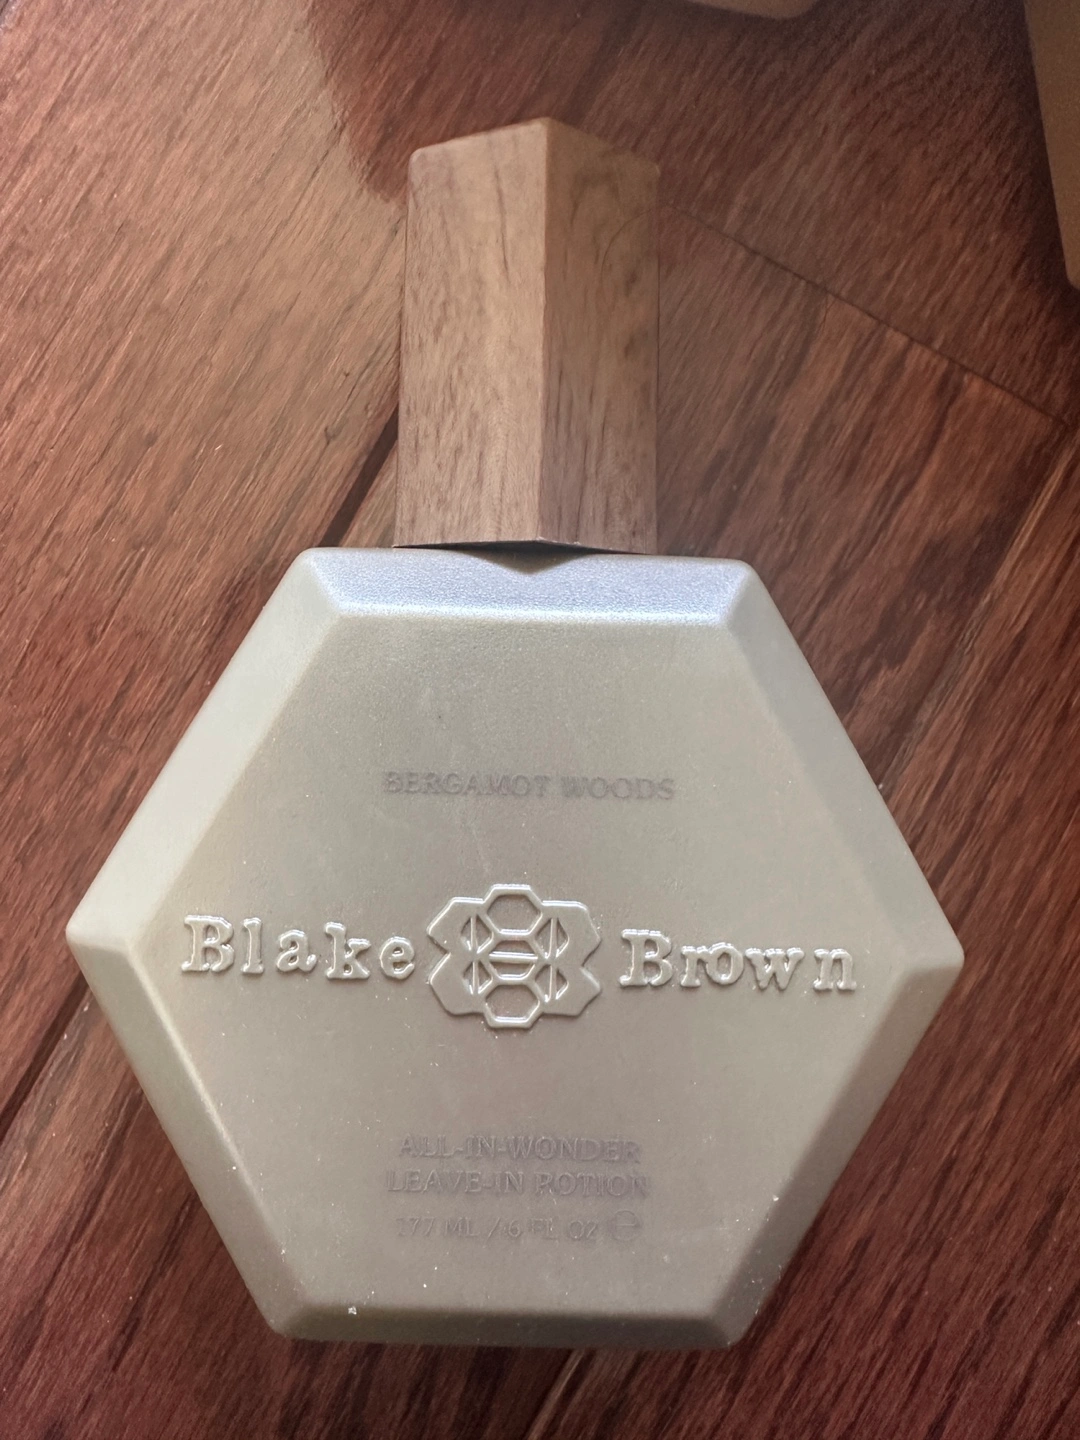 BERGAMOT WOODS
Blake Brown
ALL-IN-WONDER
LEAVE-IN POTION
177 ML / 6 FL OZ ℮